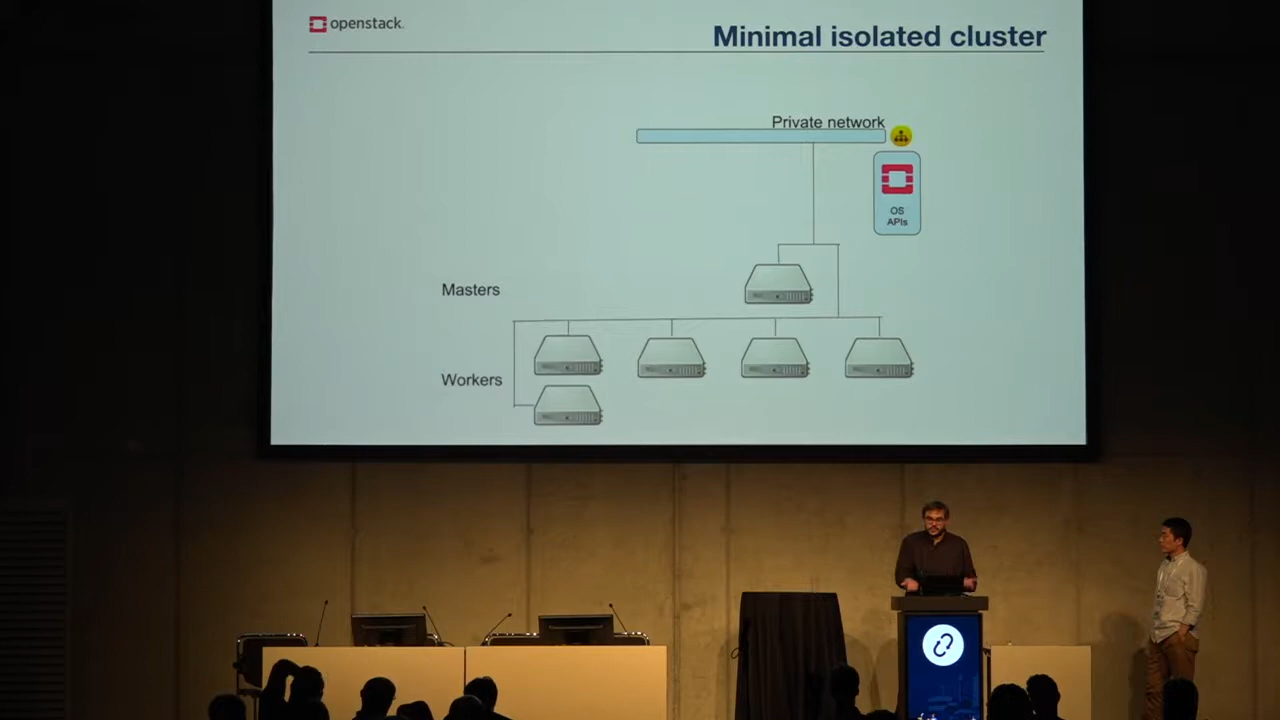 openstack.
Minimal isolated cluster
Private network
OS
APIs
Masters
Workers